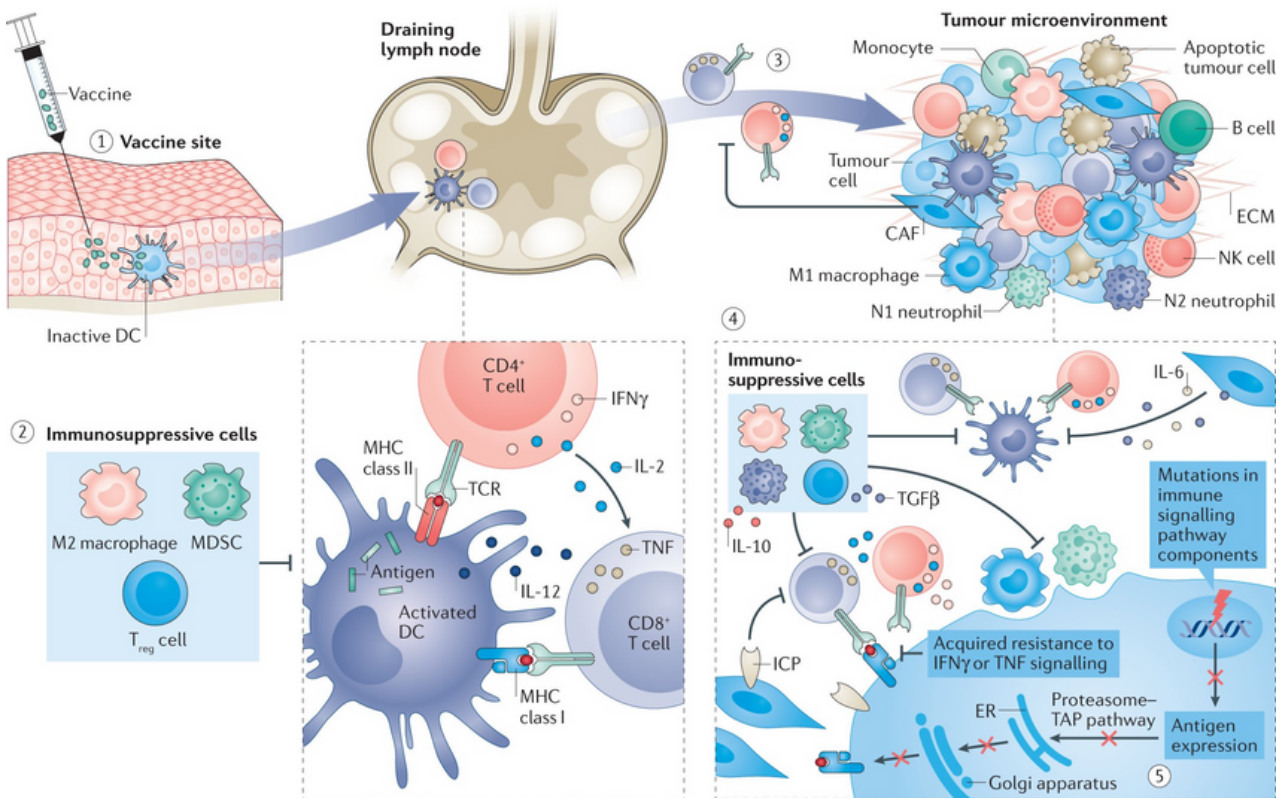 Vaccine
① Vaccine site
Inactive DC
Draining
lymph node
③
Tumour microenvironment
Monocyte
Apoptotic
tumour cell
B cell
Tumour
cell
ECM
CAF
NK cell
M1 macrophage
N2 neutrophil
N1 neutrophil
② Immunosuppressive cells
M2 macrophage
MDSC
Treg cell
CD4⁺
T cell
IFNγ
MHC
class II
TCR
IL-2
TNF
Antigen
IL-12
Activated
DC
CD8⁺
T cell
MHC
class I
④
Immuno-
suppressive cells
IL-6
TGFβ
IL-10
Mutations in
immune
signalling
pathway
components
ICP
Acquired resistance to
IFNγ or TNF signalling
ER
Proteasome–
TAP pathway
Antigen
expression
Golgi apparatus
⑤